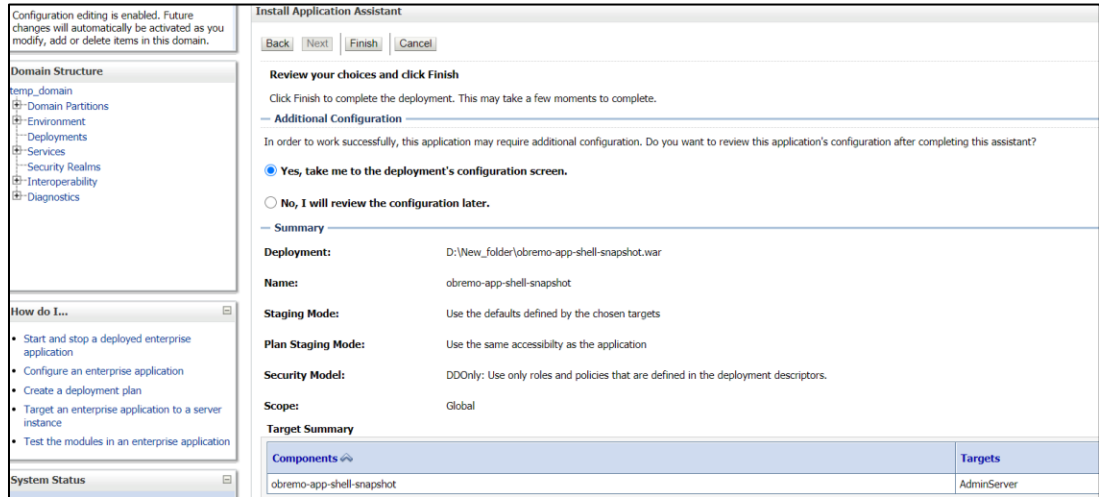 Configuration editing is enabled. Future
changes will automatically be activated as you
modify, add or delete items in this domain.
Domain Structure
temp_domain
Domain Partitions
Environment
Deployments
Services
Security Realms
Interoperability
Diagnostics
How do I...
Start and stop a deployed enterprise
application
Configure an enterprise application
Create a deployment plan
Target an enterprise application to a server
instance
Test the modules in an enterprise application
System Status
Install Application Assistant
Back Next Finish Cancel
Review your choices and click Finish
Click Finish to complete the deployment. This may take a few moments to complete.
Additional Configuration
In order to work successfully, this application may require additional configuration. Do you want to review this application's configuration after completing this assistant?
Yes, take me to the deployment's configuration screen.
No, I will review the configuration later.
Summary
Deployment: D:\New_folder\obremo-app-shell-snapshot.war
Name: obremo-app-shell-snapshot
Staging Mode: Use the defaults defined by the chosen targets
Plan Staging Mode: Use the same accessibilty as the application
Security Model: DDOnly: Use only roles and policies that are defined in the deployment descriptors.
Scope: Global
Target Summary
Components Targets
obremo-app-shell-snapshot AdminServer